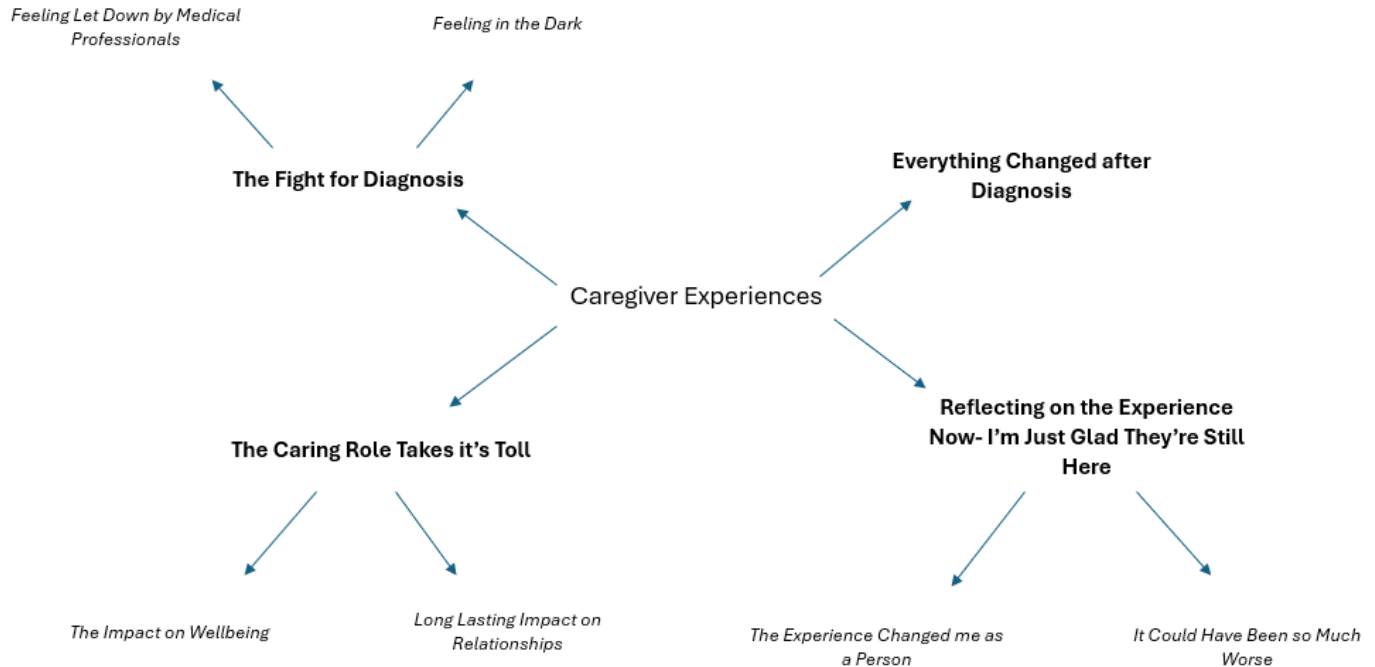 Feeling Let Down by Medical
Professionals
Feeling in the Dark
The Fight for Diagnosis
Everything Changed after
Diagnosis
Caregiver Experiences
The Caring Role Takes it’s Toll
Reflecting on the Experience
Now- I’m Just Glad They’re Still
Here
The Impact on Wellbeing
Long Lasting Impact on
Relationships
The Experience Changed me as
a Person
It Could Have Been so Much
Worse